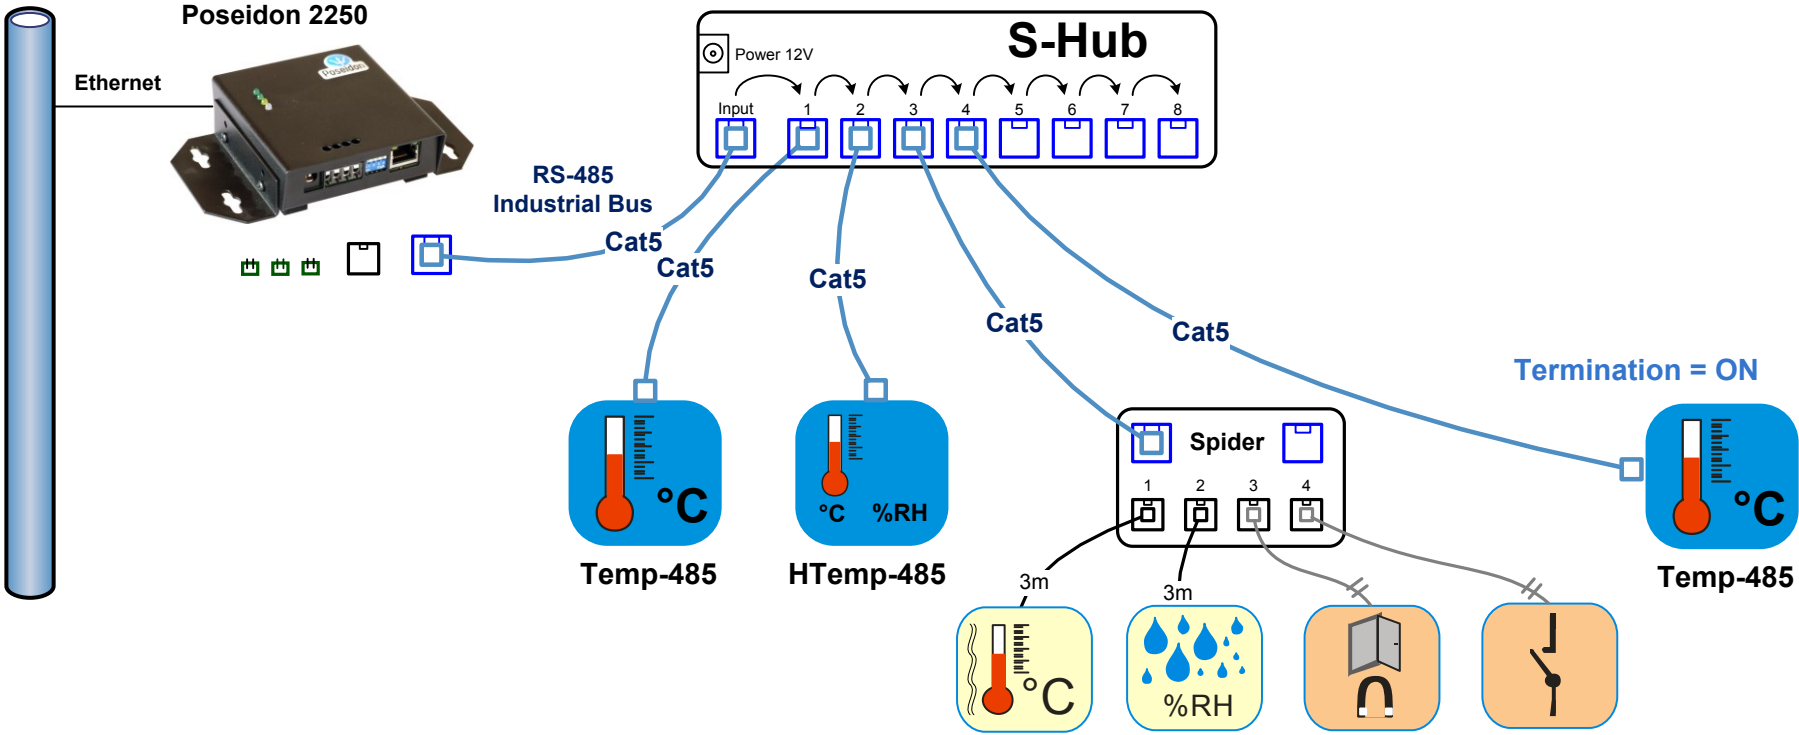 Poseidon 2250
Ethernet
Poseidon
S-Hub
Power 12V
Input 1 2 3 4 5 6 7 8
RS-485
Industrial Bus
Cat5
Cat5
Cat5
Cat5
Cat5
Termination = ON
Spider
1 2 3 4
°C
Temp-485
°C %RH
HTemp-485
°C
Temp-485
3m
3m
°C
%RH